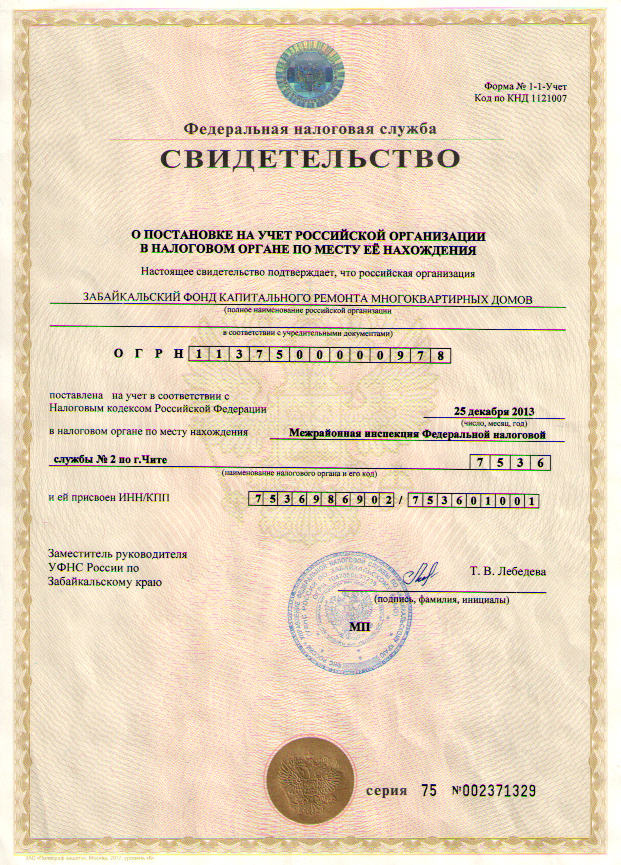 Форма № 1-1-Учет
Код по КНД 1121007
Федеральная налоговая служба
СВИДЕТЕЛЬСТВО
О ПОСТАНОВКЕ НА УЧЕТ РОССИЙСКОЙ ОРГАНИЗАЦИИ
В НАЛОГОВОМ ОРГАНЕ ПО МЕСТУ ЕЁ НАХОЖДЕНИЯ
Настоящее свидетельство подтверждает, что российская организация
ЗАБАЙКАЛЬСКИЙ ФОНД КАПИТАЛЬНОГО РЕМОНТА МНОГОКВАРТИРНЫХ ДОМОВ
(полное наименование российской организации
в соответствии с учредительными документами)
О Г Р Н 1 1 3 7 5 0 0 0 0 0 9 7 8
поставлена на учет в соответствии с
Налоговым кодексом Российской Федерации 25 декабря 2013
(число, месяц, год)
в налоговом органе по месту нахождения Межрайонная инспекция Федеральной налоговой
службы № 2 по г.Чите 7 5 3 6
(наименование налогового органа и его код)
и ей присвоен ИНН/КПП 7 5 3 6 9 8 6 9 0 2 / 7 5 3 6 0 1 0 0 1
Заместитель руководителя
УФНС России по
Забайкальскому краю
Т. В. Лебедева
(подпись, фамилия, инициалы)
МП
серия 75 №002371329